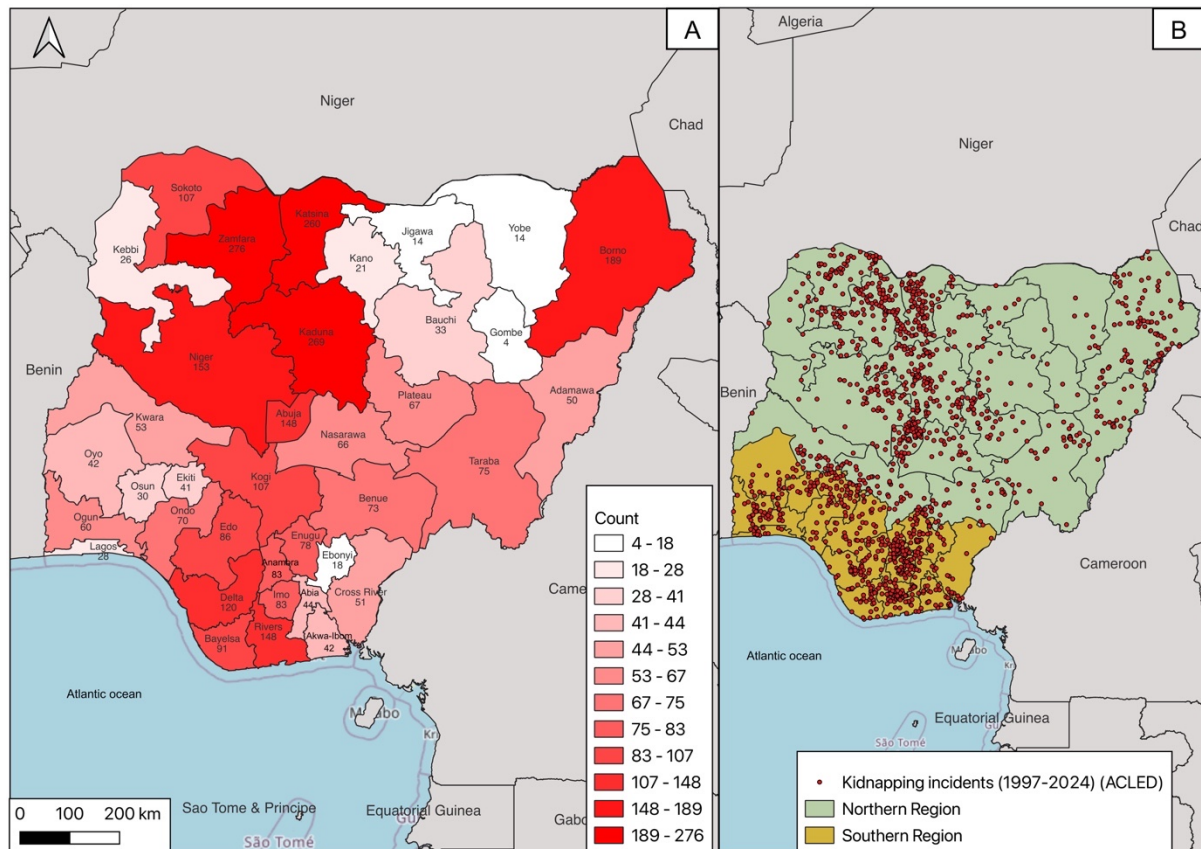 A
Niger
Chad
Sokoto
107
Katsina
260
Zamfara
276
Kebbi
26
Jigawa
14
Yobe
14
Borno
189
Kano
21
Bauchi
33
Gombe
4
Kaduna
269
Niger
153
Benin
Plateau
67
Adamawa
50
Abuja
148
Kwara
53
Nasarawa
66
Oyo
42
Taraba
75
Osun
30
Ekiti
41
Kogi
107
Benue
73
Ondo
70
Ogun
60
Edo
86
Enugu
78
Lagos
28
Ebonyi
18
Anambra
83
Imo
83
Abia
44
Cross River
51
Delta
120
Rivers
148
Akwa-Ibom
42
Bayelsa
91
Came
Atlantic ocean
Kri
Sao Tome & Principe
São Tomé
Equatorial Guinea
Gu
Gabo
0 100 200 km
Count
4 - 18
18 - 28
28 - 41
41 - 44
44 - 53
53 - 67
67 - 75
75 - 83
83 - 107
107 - 148
148 - 189
189 - 276
B
Algeria
Niger
Chad
Benin
Cameroon
Atlantic ocean
Kri
Equatorial Guinea
São Tomé
Kidnapping incidents (1997-2024) (ACLED)
Northern Region
Southern Region